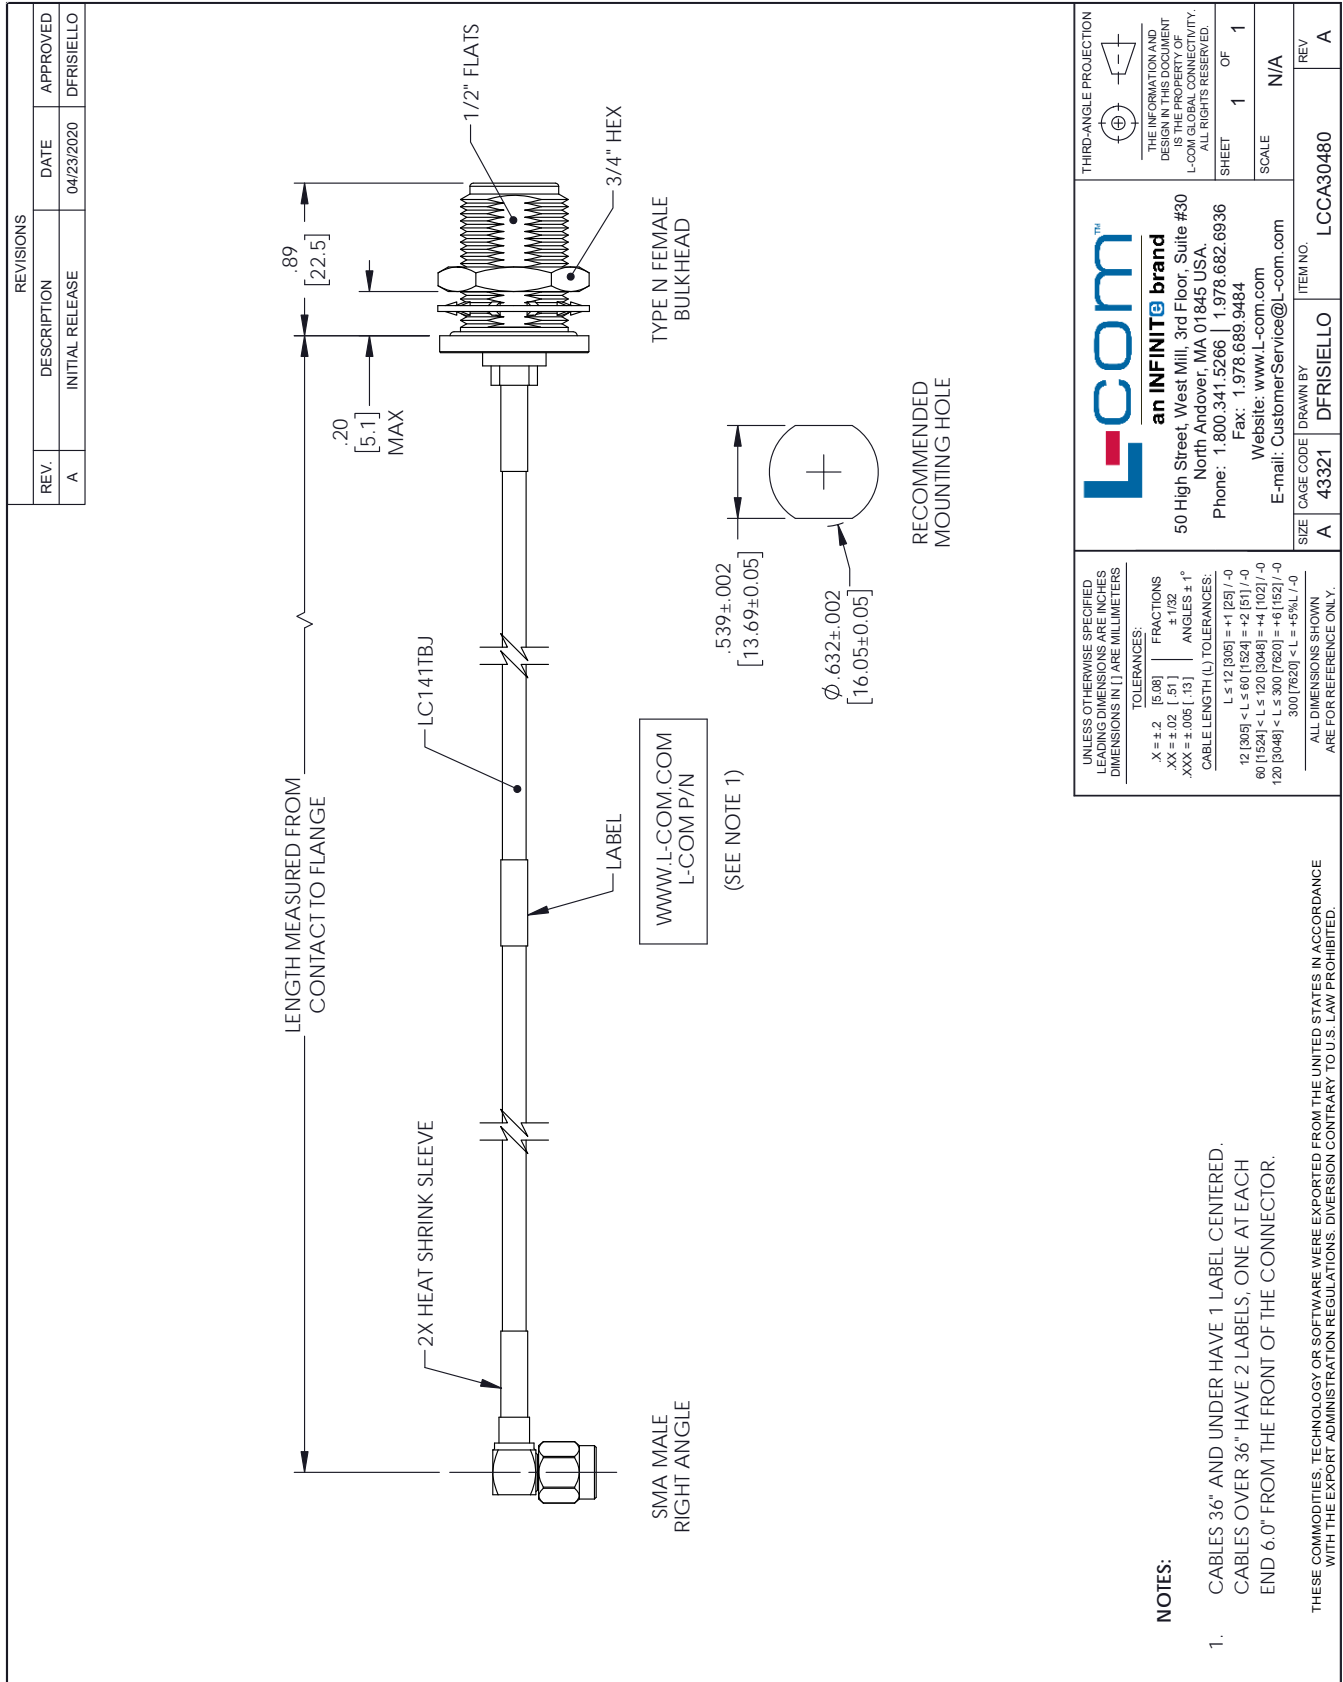 REVISIONS
REV. DESCRIPTION DATE APPROVED
A INITIAL RELEASE 04/23/2020 DFRISIELLO
LENGTH MEASURED FROM
CONTACT TO FLANGE
.89
[22.5]
.20
[5.1]
MAX
2X HEAT SHRINK SLEEVE
LC141TBJ
1/2" FLATS
3/4" HEX
LABEL
SMA MALE
RIGHT ANGLE
WWW.L-COM.COM
L-COM P/N
(SEE NOTE 1)
TYPE N FEMALE
BULKHEAD
.539±.002
[13.69±0.05]
Ø.632±.002
[16.05±0.05]
RECOMMENDED
MOUNTING HOLE
NOTES:
1. CABLES 36" AND UNDER HAVE 1 LABEL CENTERED.
CABLES OVER 36" HAVE 2 LABELS, ONE AT EACH
END 6.0" FROM THE FRONT OF THE CONNECTOR.
THESE COMMODITIES, TECHNOLOGY OR SOFTWARE WERE EXPORTED FROM THE UNITED STATES IN ACCORDANCE
WITH THE EXPORT ADMINISTRATION REGULATIONS. DIVERSION CONTRARY TO U.S. LAW PROHIBITED.
UNLESS OTHERWISE SPECIFIED
LEADING DIMENSIONS ARE INCHES
DIMENSIONS IN [ ] ARE MILLIMETERS
TOLERANCES:
.X = ±.2 [5.08] FRACTIONS
.XX = ±.02 [.51] ± 1/32
.XXX = ±.005 [.13] ANGLES ± 1°
CABLE LENGTH (L) TOLERANCES:
L ≤ 12 [305] = +1 [25] / -0
12 [305] < L ≤ 60 [1524] = +2 [51] / -0
60 [1524] < L ≤ 120 [3048] = +4 [102] / -0
120 [3048] < L ≤ 300 [7620] = +6 [152] / -0
300 [7620] < L = +5%L / -0
ALL DIMENSIONS SHOWN
ARE FOR REFERENCE ONLY.
L-com™
an INFINITe brand
50 High Street, West Mill, 3rd Floor, Suite #30
North Andover, MA 01845 USA.
Phone: 1.800.341.5266 | 1.978.682.6936
Fax: 1.978.689.9484
Website: www.L-com.com
E-mail: CustomerService@L-com.com
THIRD-ANGLE PROJECTION
THE INFORMATION AND
DESIGN IN THIS DOCUMENT
IS THE PROPERTY OF
L-COM GLOBAL CONNECTIVITY.
ALL RIGHTS RESERVED.
SHEET 1 OF 1
SCALE N/A
SIZE A
CAGE CODE 43321
DRAWN BY DFRISIELLO
ITEM NO. LCCA30480
REV A